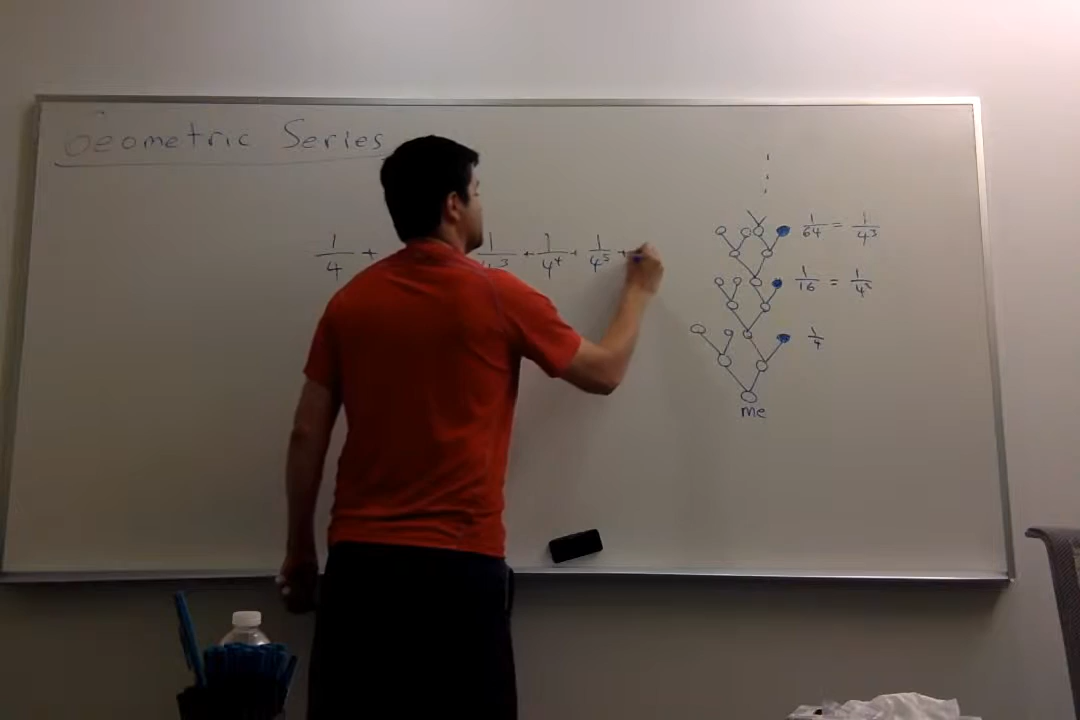 Geometric Series
1/4 + 1/4³ + 1/4⁴ + 1/4⁵ +
1/64 = 1/4³
1/16 = 1/4²
1/4
me